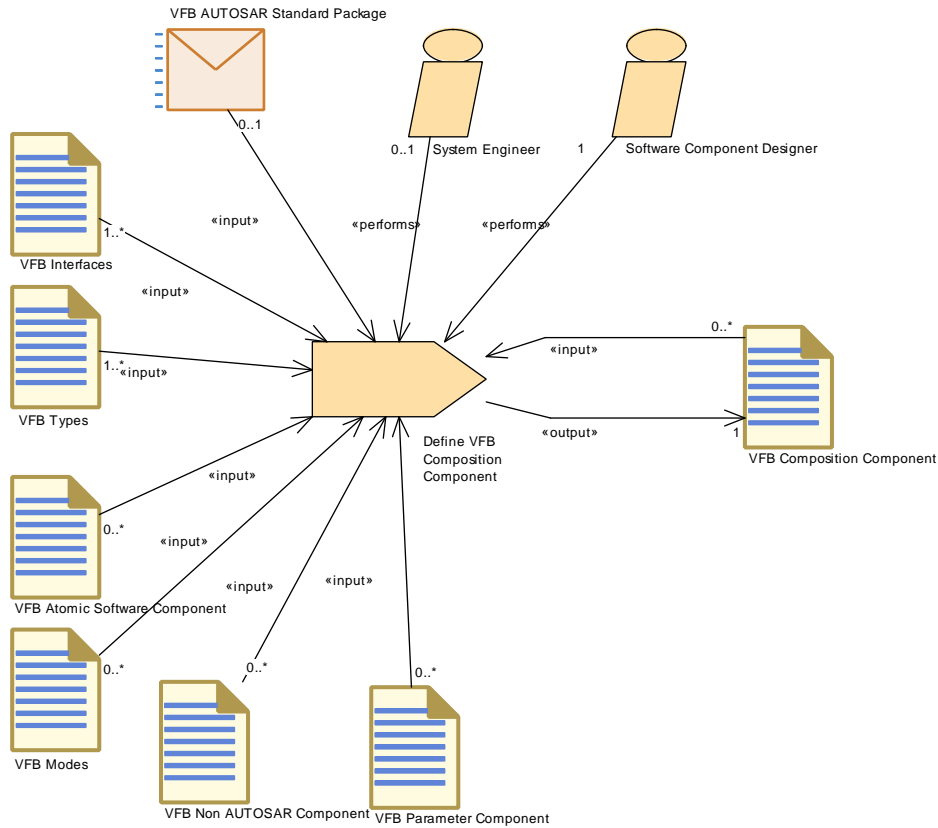 VFB AUTOSAR Standard Package
0..1
0..1
System Engineer
1
Software Component Designer
«input»
«performs»
«performs»
1..*
VFB Interfaces
«input»
1..*
«input»
VFB Types
0..*
«input»
VFB Composition Component
«output»
1
Define VFB
Composition
Component
«input»
0..*
VFB Atomic Software Component
«input»
«input»
«input»
0..*
VFB Modes
0..*
VFB Non AUTOSAR Component
0..*
VFB Parameter Component